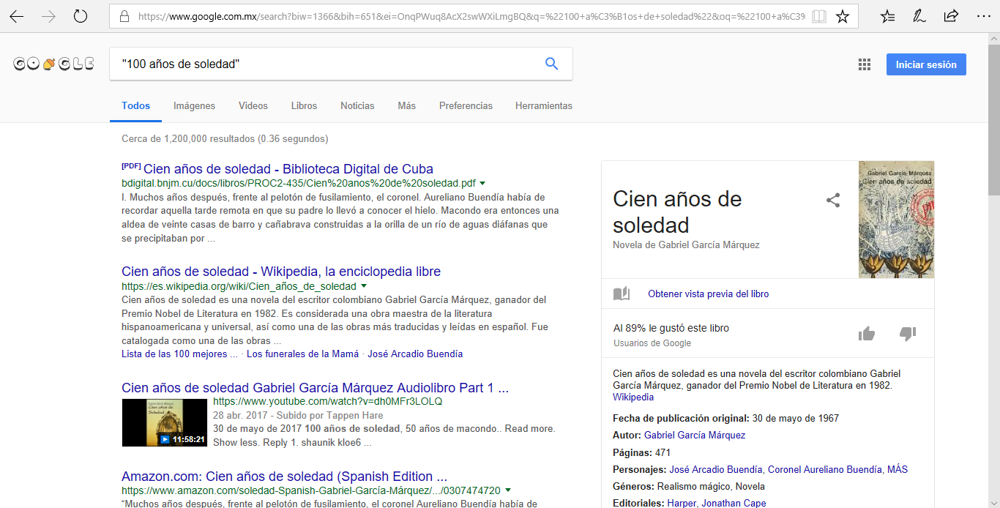 https://www.google.com.mx/search?biw=1366&bih=651&ei=OnqPWuq8AcX2swWXiLmgBQ&q=%22100+a%C3%B1os+de+soledad%22&oq=%22100+a%C3%
GOOGLE
"100 años de soledad"
Iniciar sesión
Todos Imágenes Videos Libros Noticias Más Preferencias Herramientas
Cerca de 1,200,000 resultados (0.36 segundos)
[PDF] Cien años de soledad - Biblioteca Digital de Cuba
bdigital.bnjm.cu/docs/libros/PROC2-435/Cien%20anos%20de%20soledad.pdf
I. Muchos años después, frente al pelotón de fusilamiento, el coronel. Aureliano Buendía había de
recordar aquella tarde remota en que su padre lo llevó a conocer el hielo. Macondo era entonces una
aldea de veinte casas de barro y cañabrava construidas a la orilla de un río de aguas diáfanas que
se precipitaban por ...
Cien años de soledad - Wikipedia, la enciclopedia libre
https://es.wikipedia.org/wiki/Cien_años_de_soledad
Cien años de soledad es una novela del escritor colombiano Gabriel García Márquez, ganador del
Premio Nobel de Literatura en 1982. Es considerada una obra maestra de la literatura
hispanoamericana y universal, así como una de las obras más traducidas y leídas en español. Fue
catalogada como una de las obras ...
Lista de las 100 mejores ... · Los funerales de la Mamá · José Arcadio Buendía
Cien años de soledad Gabriel García Márquez Audiolibro Part 1 ...
https://www.youtube.com/watch?v=dh0MFr3LOLQ
28 abr. 2017 - Subido por Tappen Hare
30 de mayo de 2017 100 años de soledad, 50 años de macondo.. Read more.
Show less. Reply 1. shaunik kloe6 ...
Cien años de
Soledad
11:58:21
Amazon.com: Cien años de soledad (Spanish Edition ...
https://www.amazon.com/soledad-Spanish-Gabriel-García-Márquez/.../0307474720
“Muchos años después, frente al pelotón de fusilamiento, el coronel Aureliano Buendía había de
Cien años de
soledad
Novela de Gabriel García Márquez
Gabriel García Márquez
Cien años de soledad
Obtener vista previa del libro
Al 89% le gustó este libro
Usuarios de Google
Cien años de soledad es una novela del escritor colombiano Gabriel
García Márquez, ganador del Premio Nobel de Literatura en 1982.
Wikipedia
Fecha de publicación original: 30 de mayo de 1967
Autor: Gabriel García Márquez
Páginas: 471
Personajes: José Arcadio Buendía, Coronel Aureliano Buendía, MÁS
Géneros: Realismo mágico, Novela
Editoriales: Harper, Jonathan Cape